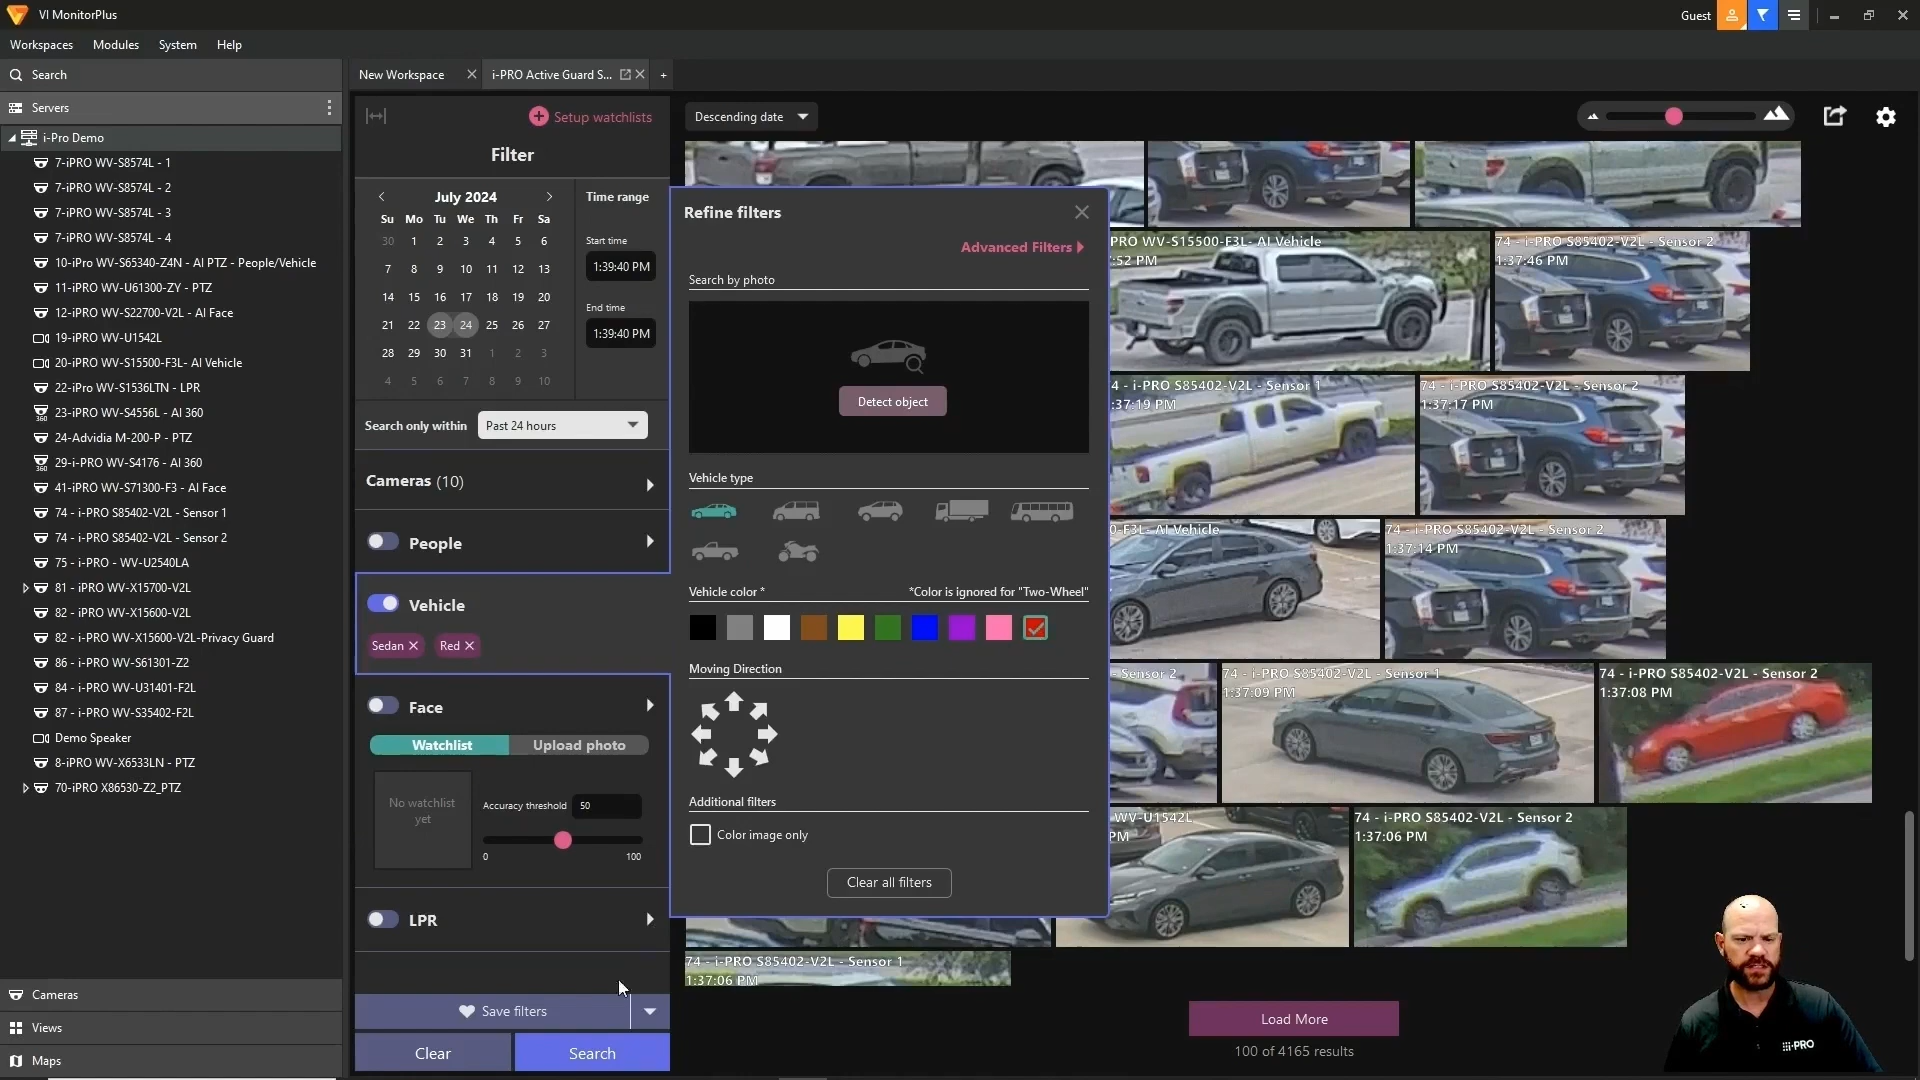 VI MonitorPlus
Guest
Workspaces Modules System Help
Search
Servers
i-Pro Demo
7-iPRO WV-S8574L - 1
7-iPRO WV-S8574L - 2
7-iPRO WV-S8574L - 3
7-iPRO WV-S8574L - 4
10-iPro WV-S65340-Z4N - AI PTZ - People/Vehicle
11-iPRO WV-U61300-ZY - PTZ
12-iPRO WV-S22700-V2L - AI Face
19-iPRO WV-U1542L
20-iPRO WV-S15500-F3L- AI Vehicle
22-iPro WV-S1536LTN - LPR
23-iPRO WV-S4556L - AI 360
24-Advidia M-200-P - PTZ
29-i-PRO WV-S4176 - AI 360
41-iPRO WV-S71300-F3 - AI Face
74 - i-PRO S85402-V2L - Sensor 1
74 - i-PRO S85402-V2L - Sensor 2
75 - i-PRO - WV-U2540LA
81 - iPRO WV-X15700-V2L
82 - iPRO WV-X15600-V2L
82 - i-PRO WV-X15600-V2L-Privacy Guard
86 - i-PRO WV-S61301-Z2
84 - i-PRO WV-U31401-F2L
87 - i-PRO WV-S35402-F2L
Demo Speaker
8-iPRO WV-X6533LN - PTZ
70-iPRO X86530-Z2_PTZ
Cameras
Views
Maps
New Workspace
i-PRO Active Guard S...
Setup watchlists
Filter
July 2024
Su Mo Tu We Th Fr Sa
30 1 2 3 4 5 6
7 8 9 10 11 12 13
14 15 16 17 18 19 20
21 22 23 24 25 26 27
28 29 30 31 1 2 3
4 5 6 7 8 9 10
Time range
Start time
1:39:40 PM
End time
1:39:40 PM
Search only within Past 24 hours
Cameras (10)
People
Vehicle
Sedan Red
Face
Watchlist Upload photo
No watchlist
yet
Accuracy threshold 50
0 100
LPR
Save filters
Clear Search
Descending date
Refine filters
Advanced Filters
Search by photo
Detect object
Vehicle type
Vehicle color * *Color is ignored for "Two-Wheel"
Moving Direction
Additional filters
Color image only
Clear all filters
PRO WV-S15500-F3L- AI Vehicle
:52 PM
74 - i-PRO S85402-V2L - Sensor 2
1:37:46 PM
4 - i-PRO S85402-V2L - Sensor 1
:37:19 PM
74 - i-PRO S85402-V2L - Sensor 2
1:37:17 PM
0-F3L- AI Vehicle
74 - i-PRO S85402-V2L - Sensor 2
1:37:14 PM
- Sensor 2
74 - i-PRO S85402-V2L - Sensor 1
1:37:09 PM
74 - i-PRO S85402-V2L - Sensor 2
1:37:08 PM
WV-U1542L
PM
74 - i-PRO S85402-V2L - Sensor 2
1:37:06 PM
74 - i-PRO S85402-V2L - Sensor 1
1:37:06 PM
Load More
100 of 4165 results
i-PRO